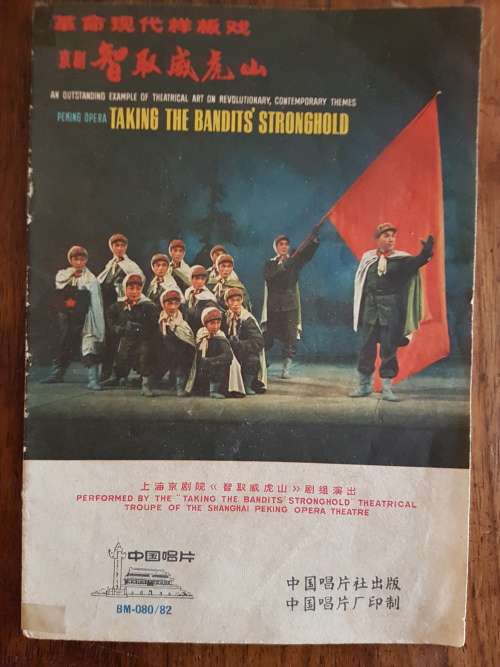 革命现代样板戏
京剧 智取威虎山
AN OUTSTANDING EXAMPLE OF THEATRICAL ART ON REVOLUTIONARY, CONTEMPORARY THEMES
PEKING OPERA TAKING THE BANDITS' STRONGHOLD
上海京剧院《智取威虎山》剧组演出
PERFORMED BY THE "TAKING THE BANDITS' STRONGHOLD" THEATRICAL
TROUPE OF THE SHANGHAI PEKING OPERA THEATRE
中国唱片
BM-080/82
中国唱片社出版
中国唱片厂印制